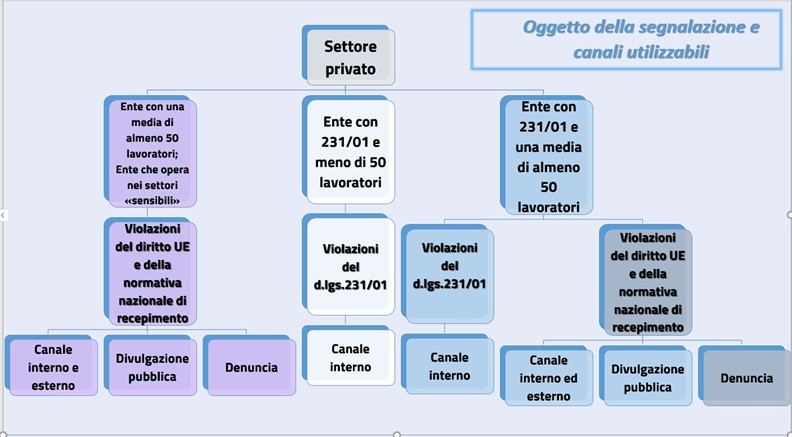 Oggetto della segnalazione e
canali utilizzabili
Settore
privato
Ente con una
media di
almeno 50
lavoratori;
Ente che opera
nei settori
«sensibili»
Ente con
231/01 e
meno di 50
lavoratori
Ente con
231/01 e
una media
di almeno
50
lavoratori
Violazioni
del diritto UE
e della
normativa
nazionale di
recepimento
Violazioni
del
d.lgs.231/01
Violazioni
del
d.lgs.231/01
Violazioni
del diritto UE
e della
normativa
nazionale di
recepimento
Canale
interno e
esterno
Divulgazione
pubblica
Denuncia
Canale
interno
Canale
interno
Canale
interno ed
esterno
Divulgazione
pubblica
Denuncia